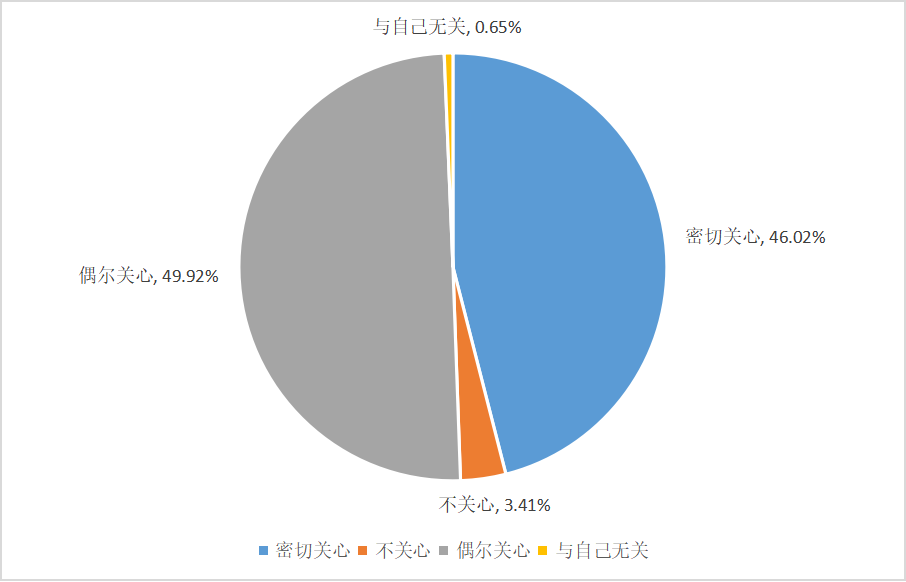 与自己无关, 0.65%
密切关心, 46.02%
偶尔关心, 49.92%
不关心, 3.41%
密切关心 不关心 偶尔关心 与自己无关